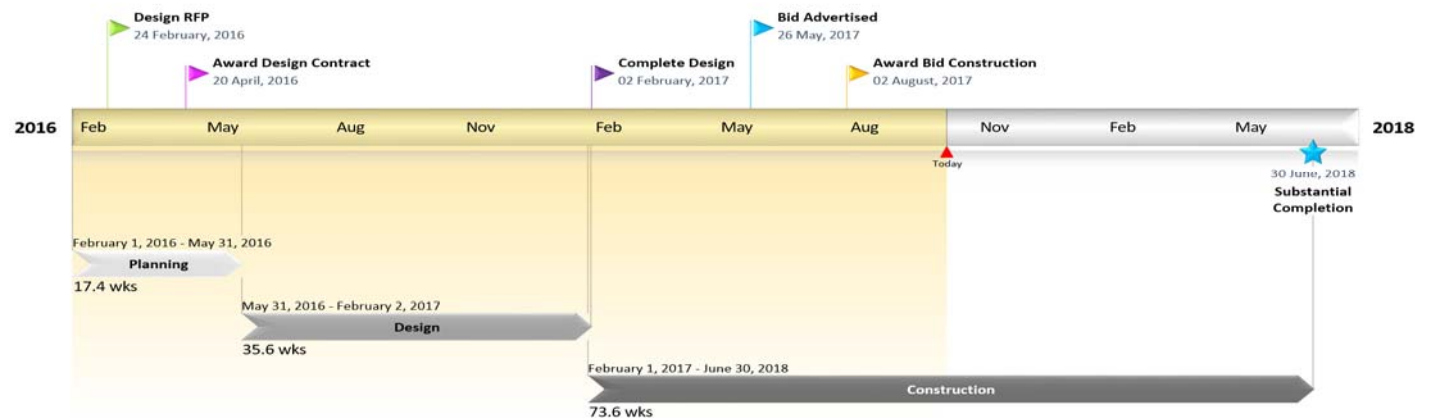 Design RFP
24 February, 2016
Bid Advertised
26 May, 2017
Award Design Contract
20 April, 2016
Complete Design
02 February, 2017
Award Bid Construction
02 August, 2017
2016 Feb May Aug Nov Feb May Aug Nov Feb May 2018
Today
30 June, 2018
Substantial
Completion
February 1, 2016 - May 31, 2016
Planning
17.4 wks
May 31, 2016 - February 2, 2017
Design
35.6 wks
February 1, 2017 - June 30, 2018
Construction
73.6 wks